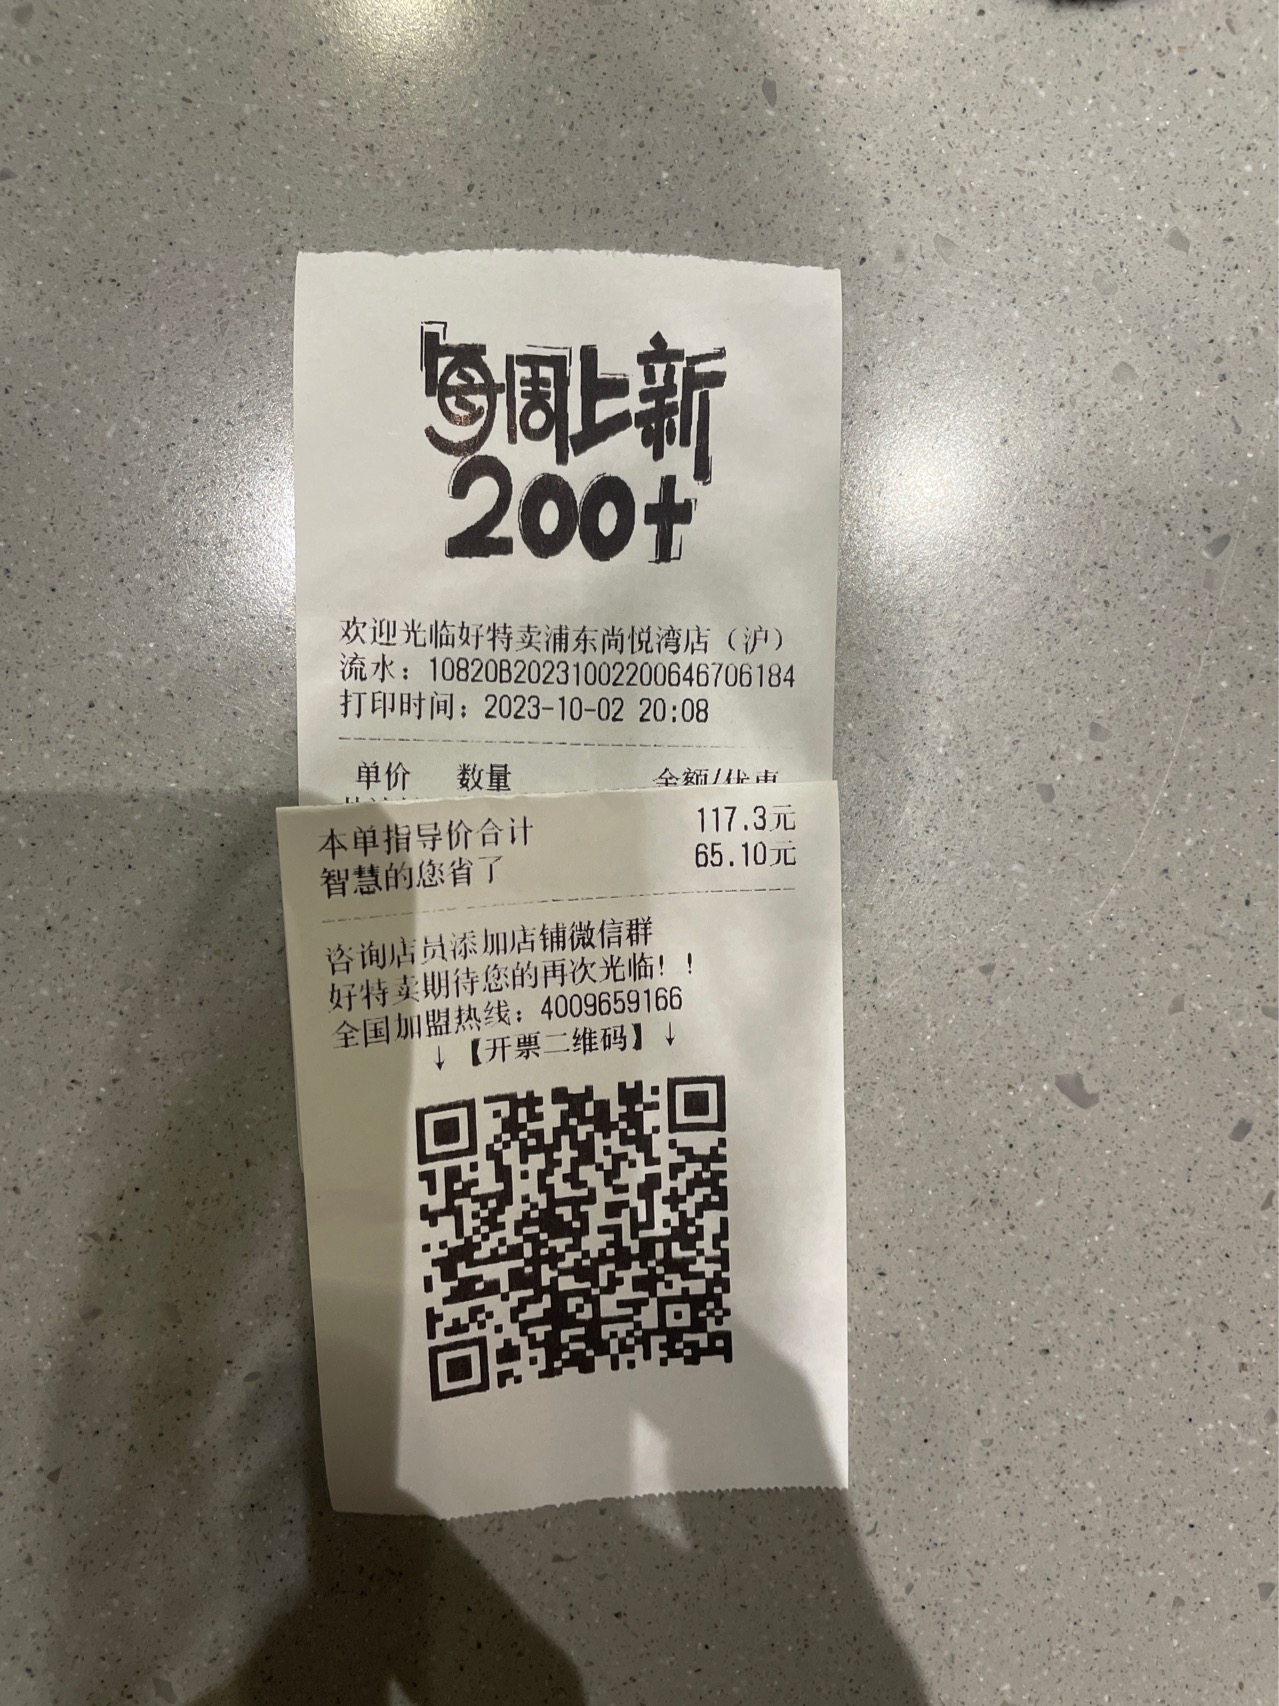 每周上新
200+
欢迎光临好特卖浦东尚悦湾店（沪）
流水：10820B20231002200646706184
打印时间：2023-10-02 20:08
单价 数量 金额/优惠
本单指导价合计 117.3元
智慧的您省了 65.10元
咨询店员添加店铺微信群
好特卖期待您的再次光临！！
全国加盟热线：4009659166
↓【开票二维码】↓